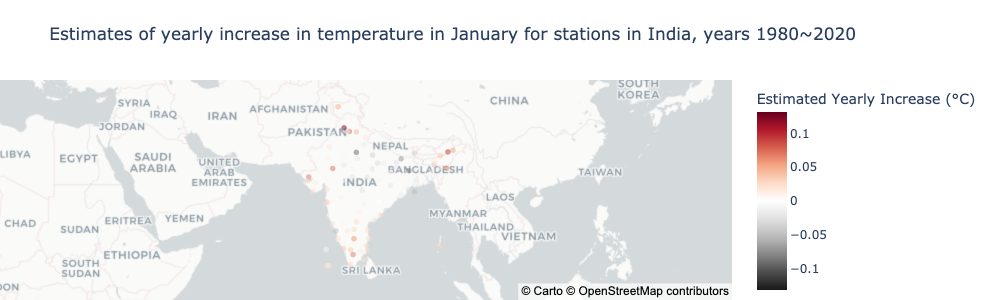 Estimates of yearly increase in temperature in January for stations in India, years 1980~2020
Estimated Yearly Increase (°C)
0.1
0.05
0
−0.05
−0.1
SOUTH
KOREA
CHINA
SYRIA
IRAQ
IRAN
AFGHANISTAN
JORDAN
PAKISTAN
LIBYA
EGYPT
SAUDI
ARABIA
UNITED
ARAB
EMIRATES
NEPAL
BANGLADESH
INDIA
TAIWAN
LAOS
CHAD
SUDAN
ERITREA
YEMEN
MYANMAR
THAILAND
VIETNAM
SOUTH
SUDAN
ETHIOPIA
SRI LANKA
© Carto © OpenStreetMap contributors